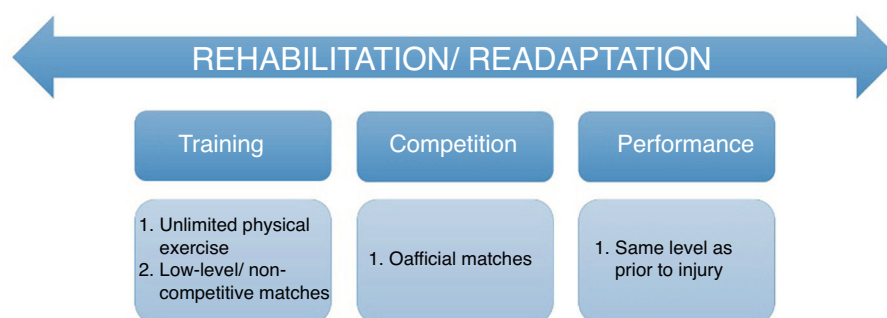 REHABILITATION/ READAPTATION
Training
Competition
Performance
1. Unlimited physical
exercise
2. Low-level/ non-
competitive matches
1. Oafficial matches
1. Same level as
prior to injury